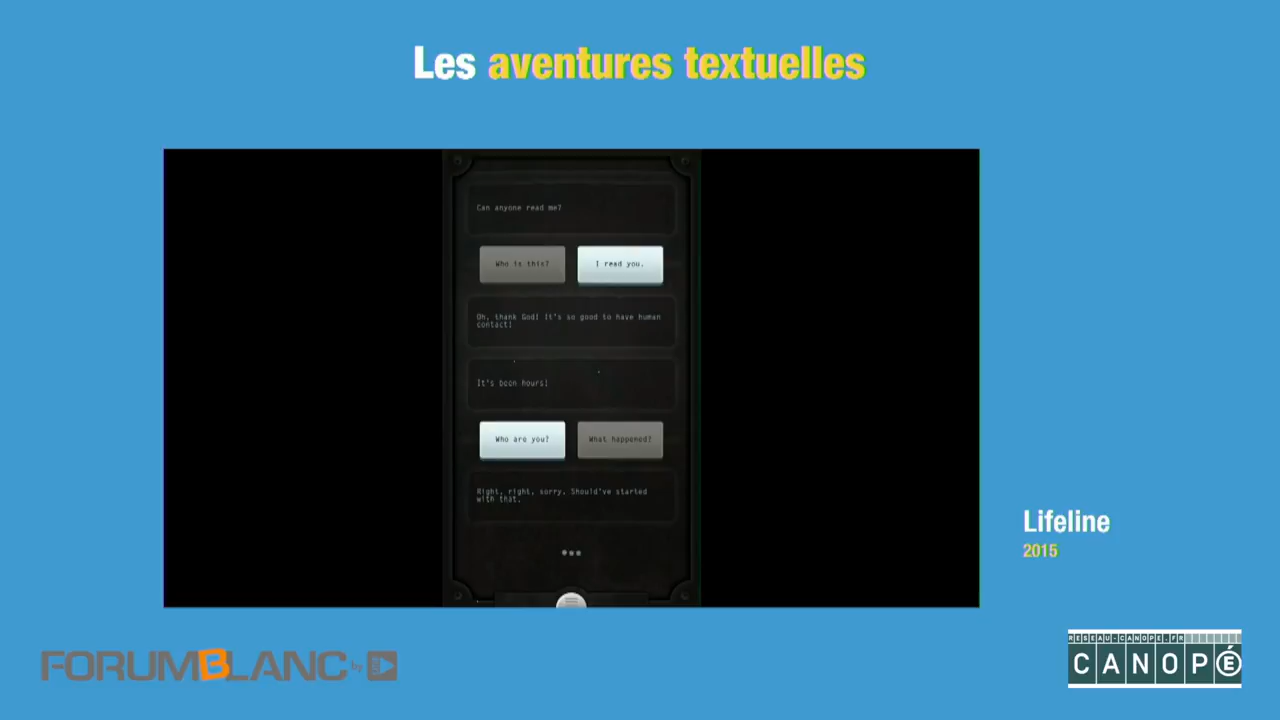 Les aventures textuelles
Can anyone read me?
Who is this?
I read you.
Oh, thank God! It's so good to have human
contact!
It's been hours!
Who are you?
What happened?
Right, right, sorry. Should've started
with that.
Lifeline
2015
FORUMBLANC by
RESEAU-CANOPE.FR
CANOPÉ